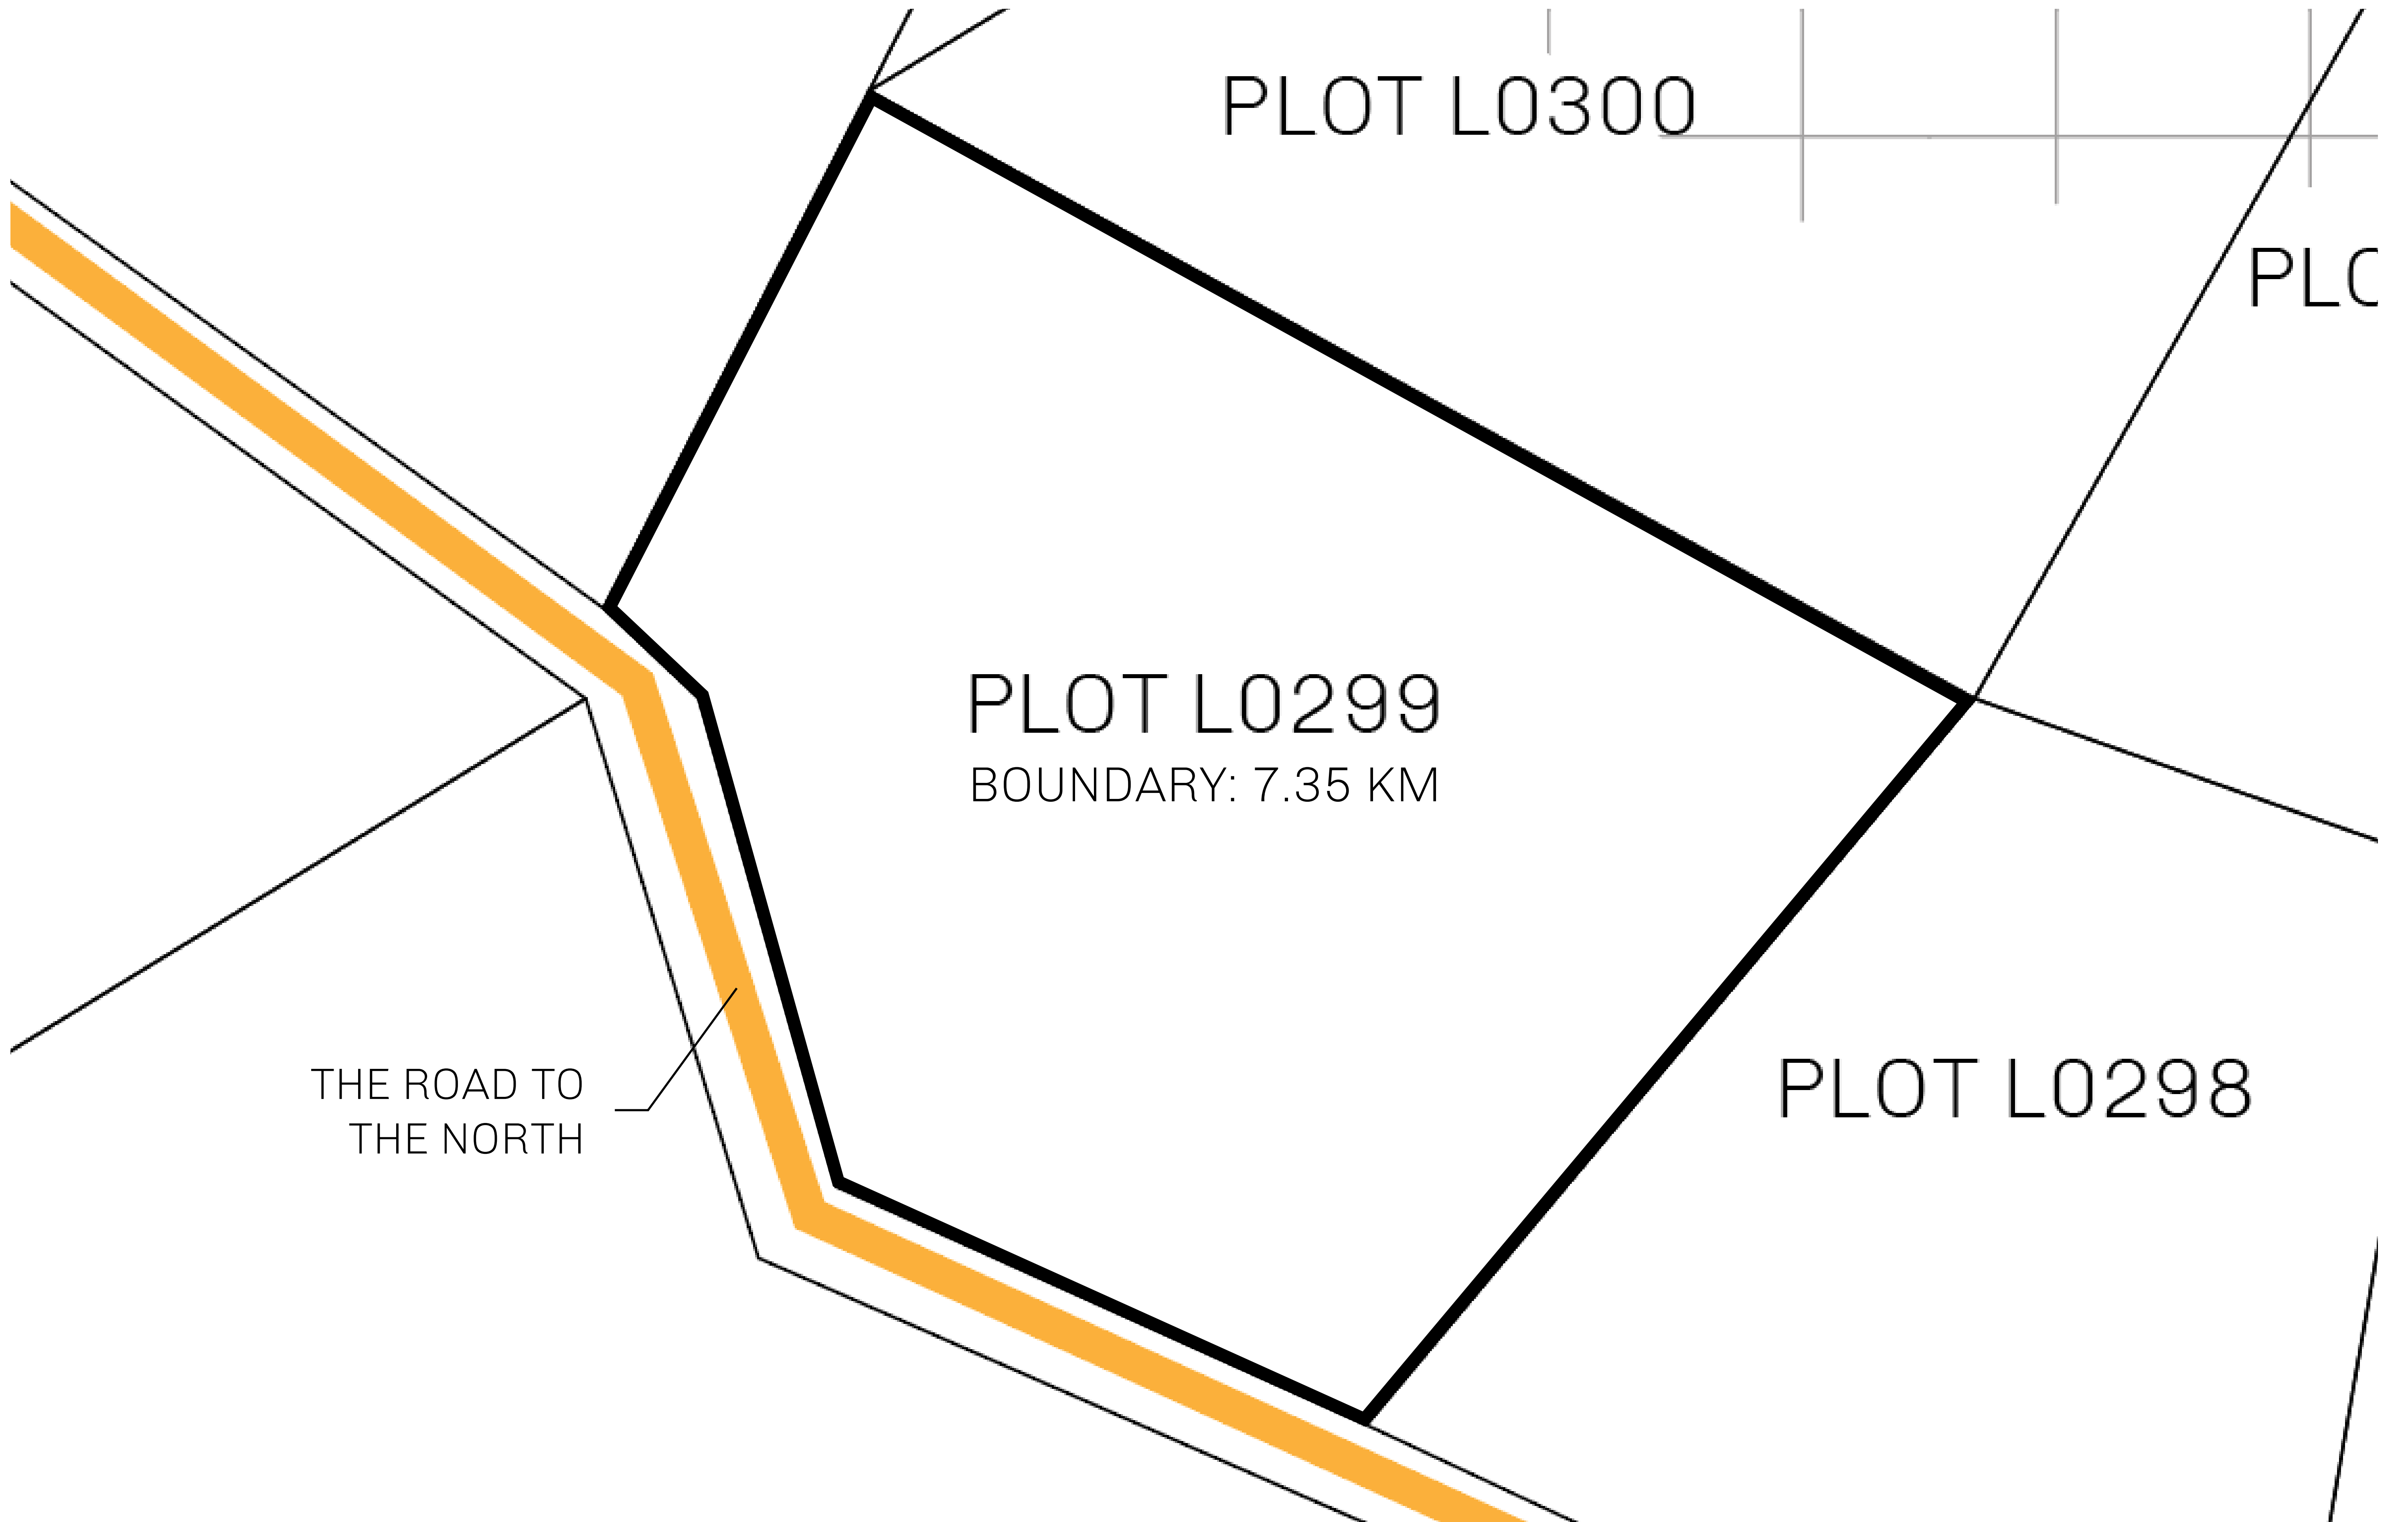 PLOT L0300
PLOT L0299
BOUNDARY: 7.35 KM
THE ROAD TO
THE NORTH
PLOT L0298